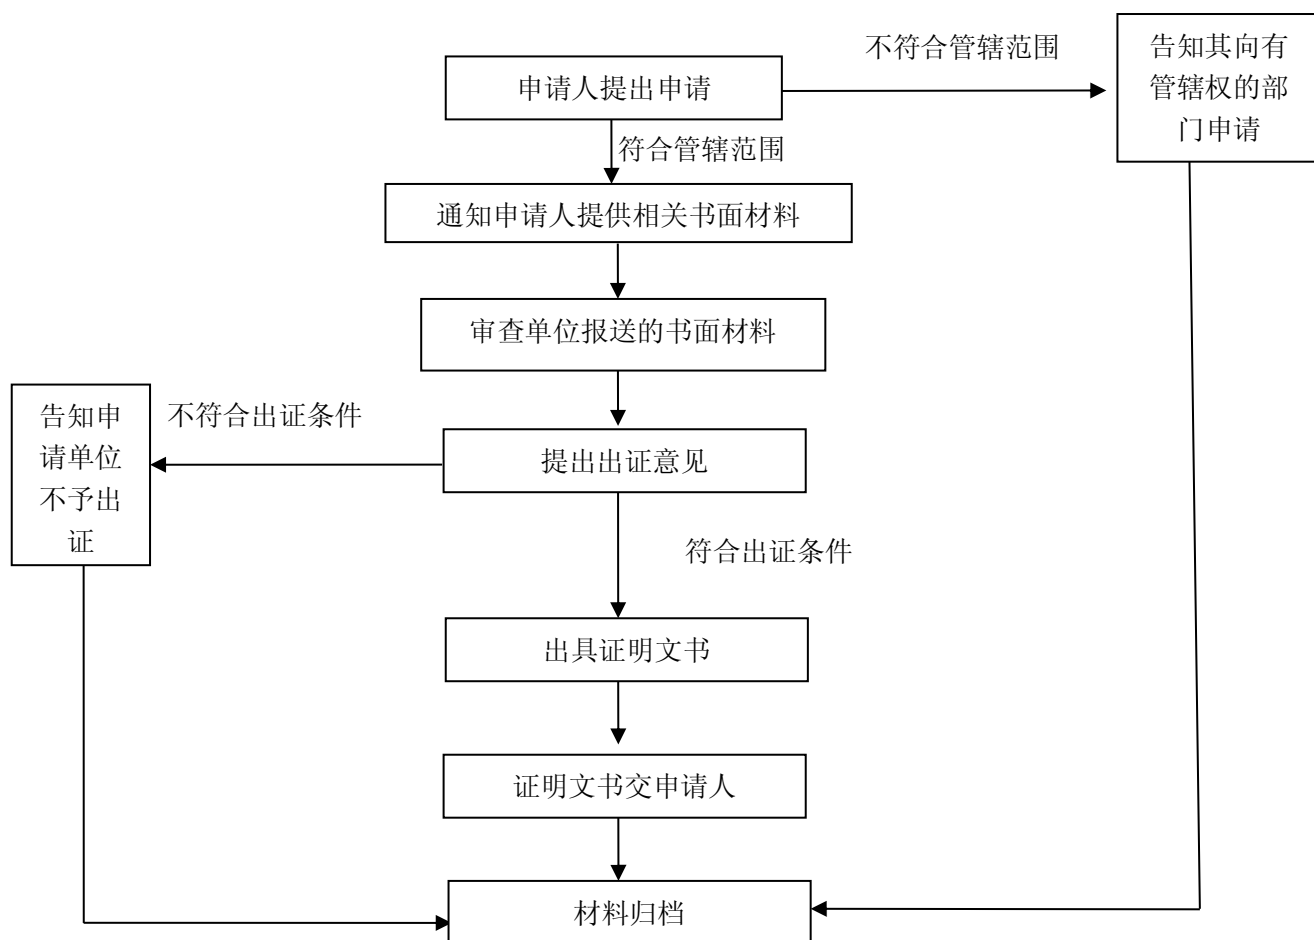 不符合管辖范围
告知其向有
管辖权的部
门申请
申请人提出申请
符合管辖范围
通知申请人提供相关书面材料
审查单位报送的书面材料
告知申
请单位
不予出
证
不符合出证条件
提出出证意见
符合出证条件
出具证明文书
证明文书交申请人
材料归档